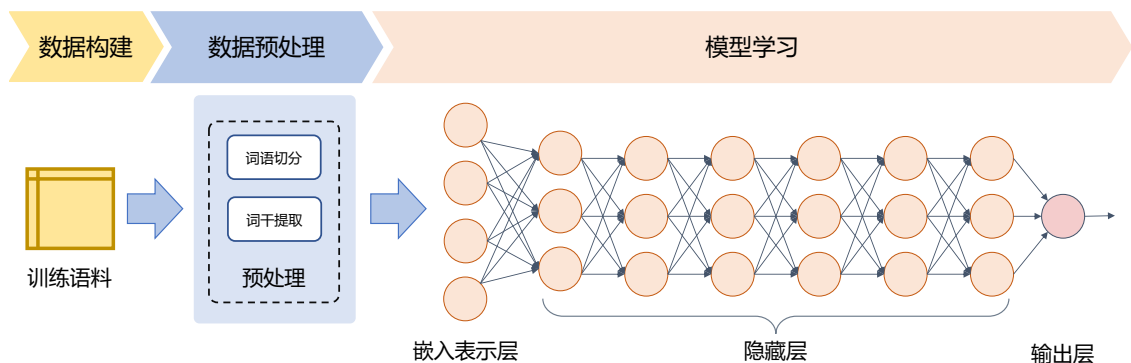 数据构建
数据预处理
模型学习
词语切分
词干提取
预处理
训练语料
嵌入表示层
隐藏层
输出层